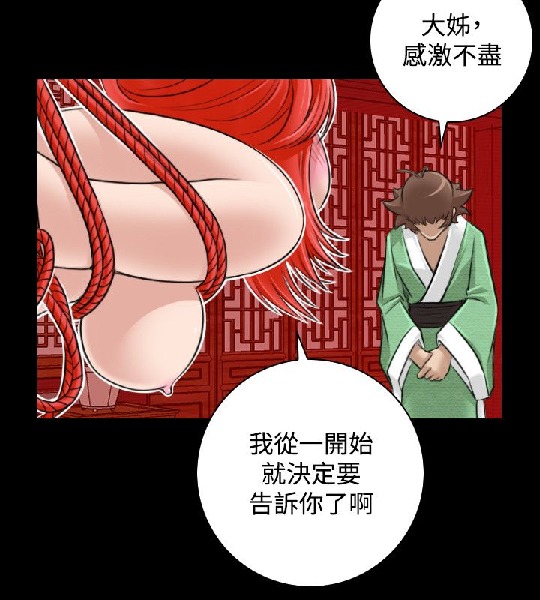 大姊，
感激不盡
我從一開始
就決定要
告訴你了啊